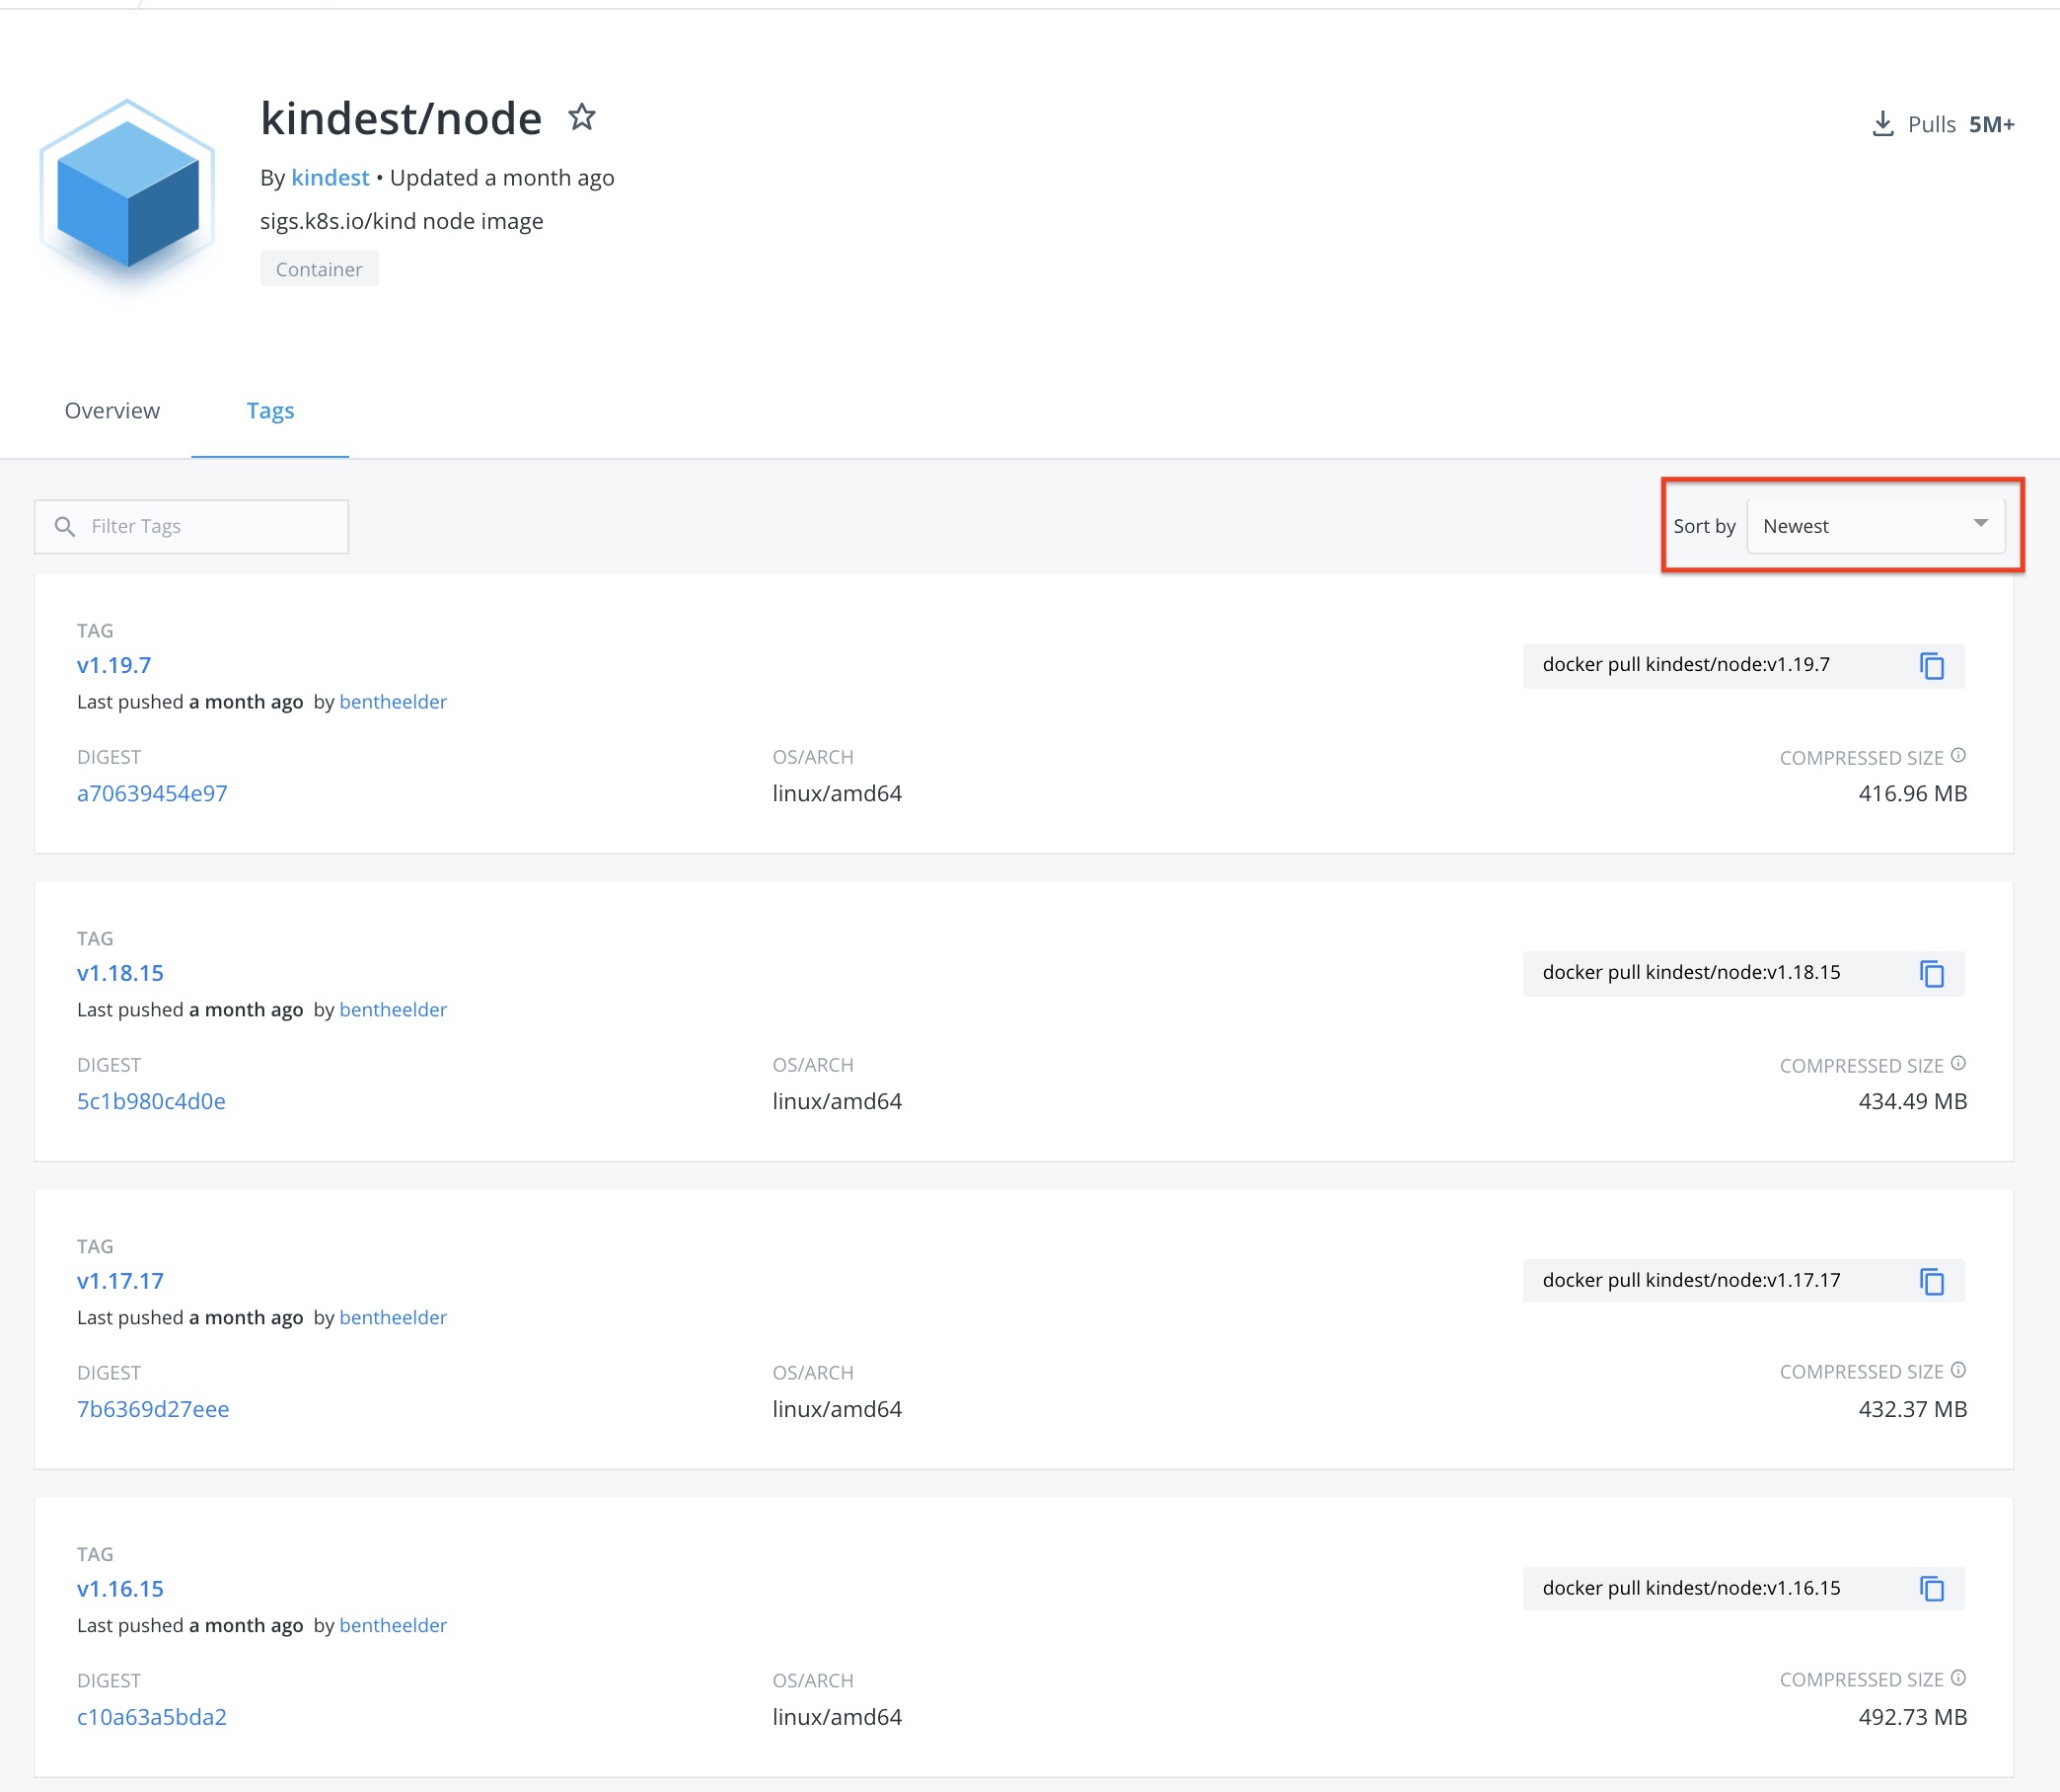 kindest/node
Pulls 5M+
By kindest • Updated a month ago
sigs.k8s.io/kind node image
Container
Overview
Tags
Filter Tags
Sort by
Newest
TAG
v1.19.7
docker pull kindest/node:v1.19.7
Last pushed a month ago by bentheelder
DIGEST
OS/ARCH
COMPRESSED SIZE
a70639454e97
linux/amd64
416.96 MB
TAG
v1.18.15
docker pull kindest/node:v1.18.15
Last pushed a month ago by bentheelder
DIGEST
OS/ARCH
COMPRESSED SIZE
5c1b980c4d0e
linux/amd64
434.49 MB
TAG
v1.17.17
docker pull kindest/node:v1.17.17
Last pushed a month ago by bentheelder
DIGEST
OS/ARCH
COMPRESSED SIZE
7b6369d27eee
linux/amd64
432.37 MB
TAG
v1.16.15
docker pull kindest/node:v1.16.15
Last pushed a month ago by bentheelder
DIGEST
OS/ARCH
COMPRESSED SIZE
c10a63a5bda2
linux/amd64
492.73 MB